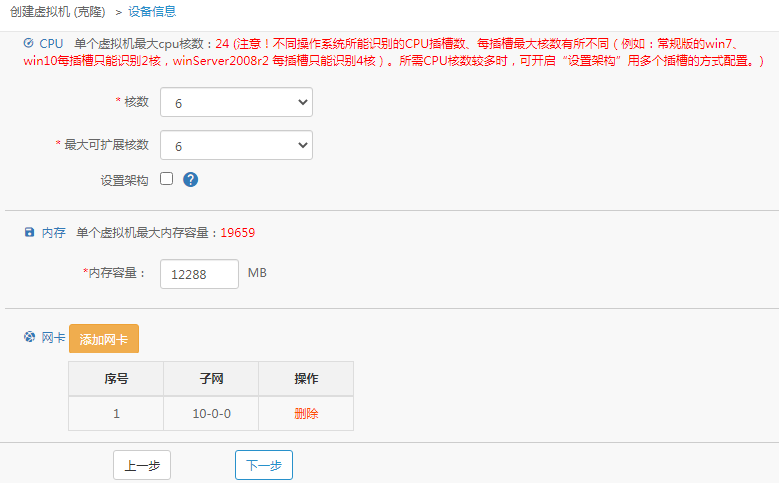 创建虚拟机 (克隆) > 设备信息
CPU 单个虚拟机最大cpu核数：24 (注意！不同操作系统所能识别的CPU插槽数、每插槽最大核数有所不同（例如：常规版的win7、
win10每插槽只能识别2核，winServer2008r2 每插槽只能识别4核）。所需CPU核数较多时，可开启“设置架构”用多个插槽的方式配置。)
* 核数 6
* 最大可扩展核数 6
设置架构 ?
内存 单个虚拟机最大内存容量：19659
*内存容量： 12288 MB
网卡 添加网卡
序号 子网 操作
1 10-0-0 删除
上一步 下一步